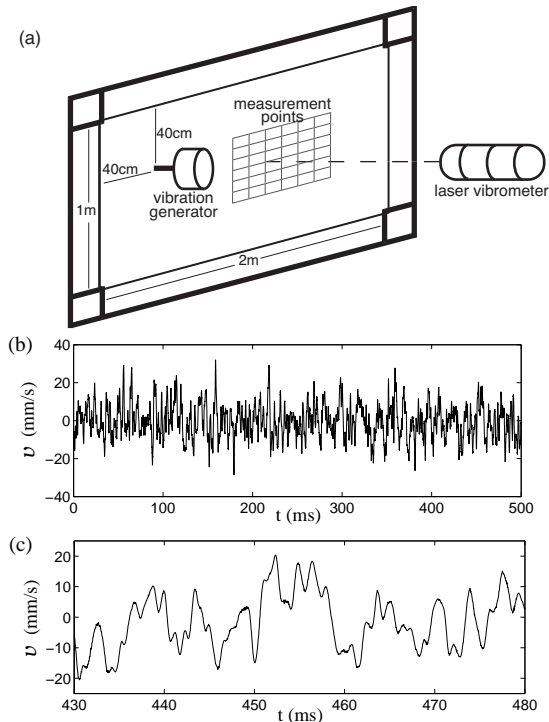 (a)
measurement
points
40cm
40cm
vibration
generator
laser vibrometer
1m
2m
(b)
40
20
0
−20
−40
v (mm/s)
0
100
200
300
400
500
t (ms)
(c)
20
10
0
−10
−20
v (mm/s)
430
440
450
460
470
480
t (ms)